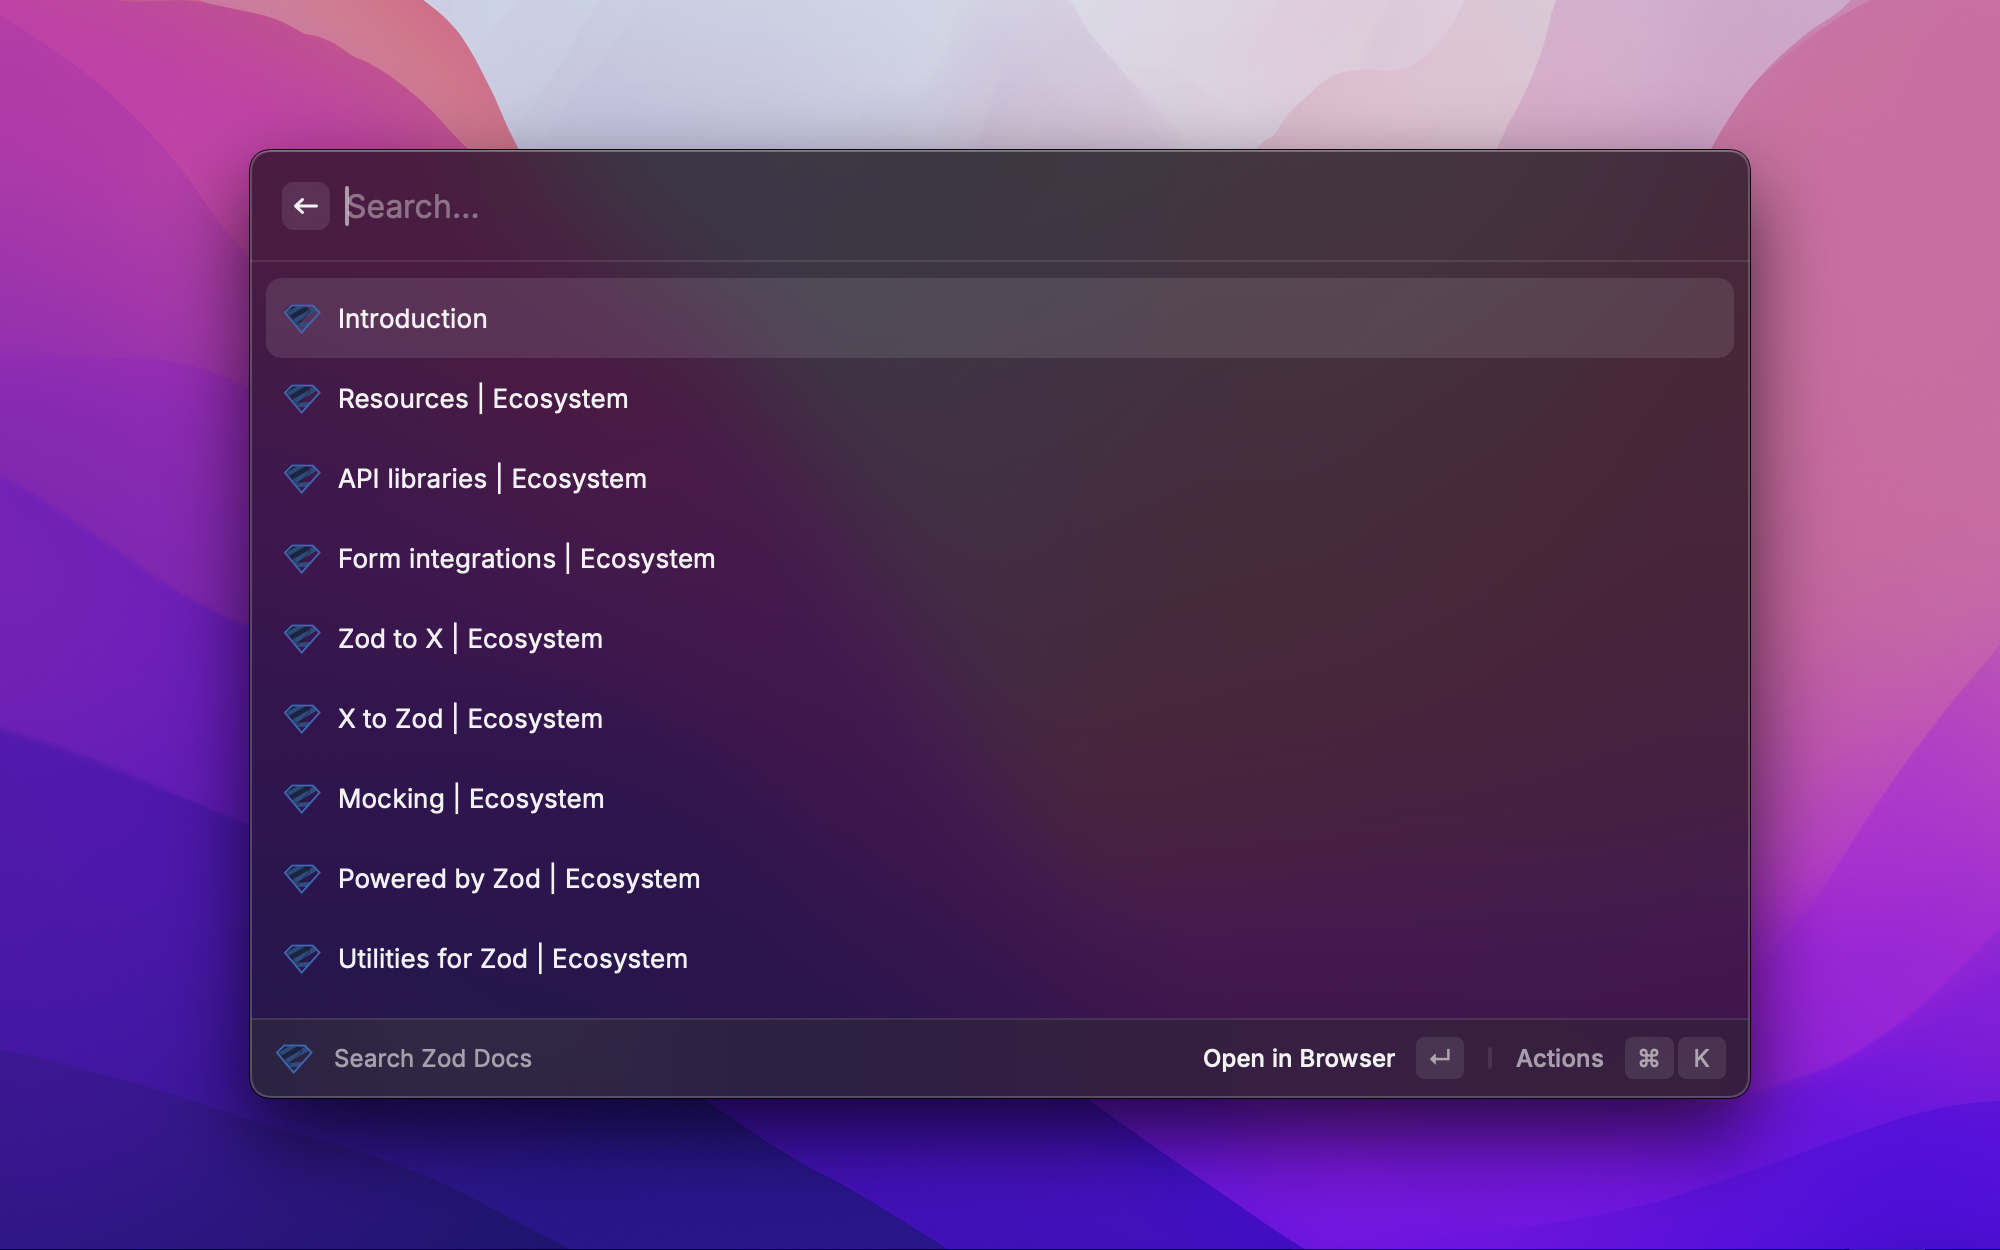 Search...
Introduction
Resources | Ecosystem
API libraries | Ecosystem
Form integrations | Ecosystem
Zod to X | Ecosystem
X to Zod | Ecosystem
Mocking | Ecosystem
Powered by Zod | Ecosystem
Utilities for Zod | Ecosystem
Search Zod Docs Open in Browser ↵ | Actions ⌘ K